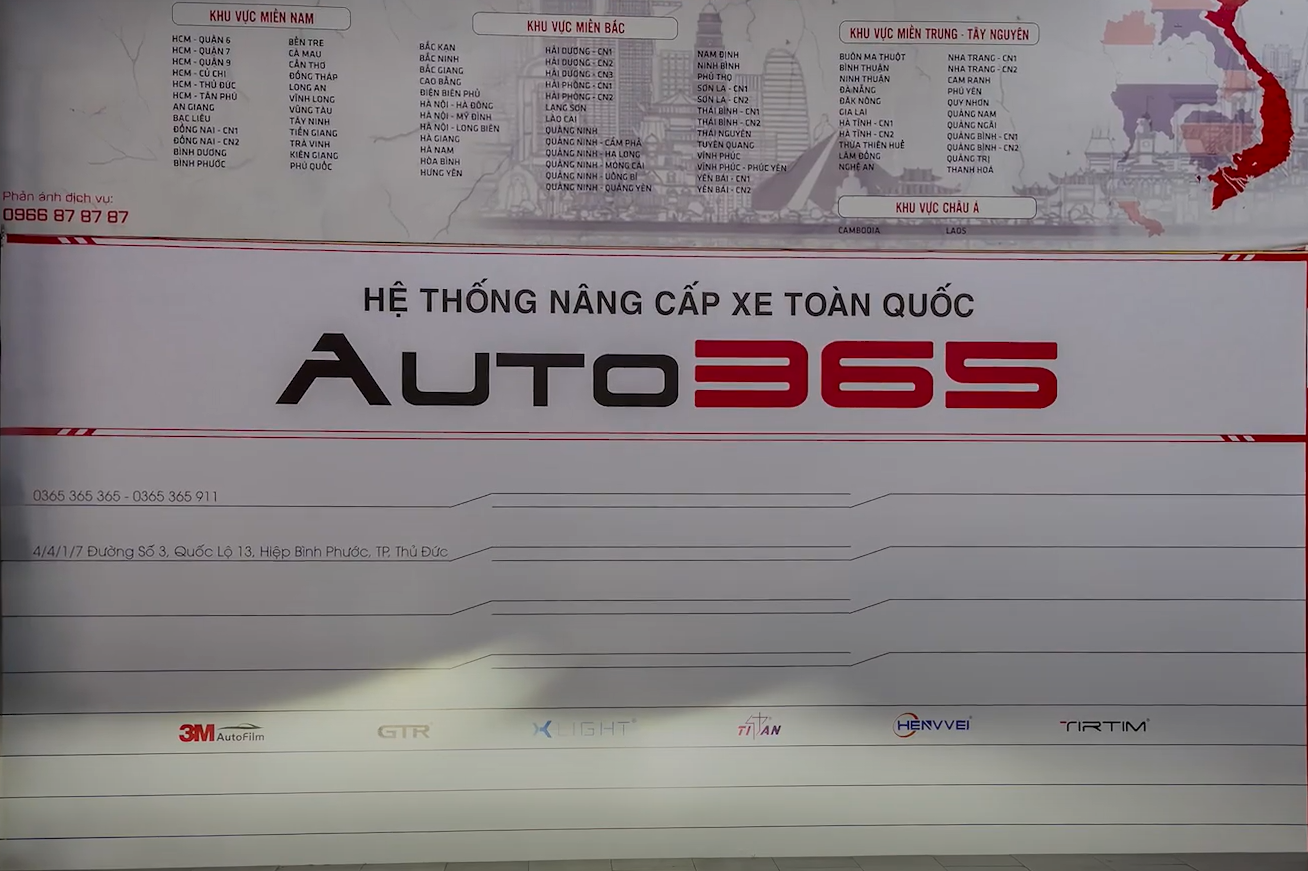 KHU VỰC MIỀN NAM
HCM - QUẬN 6
HCM - QUẬN 7
HCM - QUẬN 9
HCM - CỦ CHI
HCM - THỦ ĐỨC
HCM - TÂN PHÚ
AN GIANG
BẠC LIÊU
ĐỒNG NAI - CN1
ĐỒNG NAI - CN2
BÌNH DƯƠNG
BÌNH PHƯỚC
BẾN TRE
CÀ MAU
CẦN THƠ
ĐỒNG THÁP
LONG AN
VĨNH LONG
VŨNG TÀU
TÂY NINH
TIỀN GIANG
TRÀ VINH
KIÊN GIANG
PHÚ QUỐC
KHU VỰC MIỀN BẮC
BẮC KẠN
BẮC NINH
BẮC GIANG
CAO BẰNG
ĐIỆN BIÊN PHỦ
HÀ NỘI - HÀ ĐÔNG
HÀ NỘI - MỸ ĐÌNH
HÀ NỘI - LONG BIÊN
HÀ GIANG
HÀ NAM
HÒA BÌNH
HƯNG YÊN
HẢI DƯƠNG - CN1
HẢI DƯƠNG - CN2
HẢI DƯƠNG - CN3
HẢI PHÒNG - CN1
HẢI PHÒNG - CN2
LẠNG SƠN
LÀO CAI
QUẢNG NINH
QUẢNG NINH - CẨM PHẢ
QUẢNG NINH - HẠ LONG
QUẢNG NINH - MÓNG CÁI
QUẢNG NINH - UÔNG BÍ
QUẢNG NINH - QUẢNG YÊN
NAM ĐỊNH
NINH BÌNH
PHÚ THỌ
SƠN LA - CN1
SƠN LA - CN2
THÁI BÌNH - CN1
THÁI BÌNH - CN2
THÁI NGUYÊN
TUYÊN QUANG
VĨNH PHÚC
VĨNH PHÚC - PHÚC YÊN
YÊN BÁI - CN1
YÊN BÁI - CN2
KHU VỰC MIỀN TRUNG - TÂY NGUYÊN
BUÔN MA THUỘT
BÌNH THUẬN
NINH THUẬN
ĐÀ NẴNG
ĐẮK NÔNG
GIA LAI
HÀ TĨNH - CN1
HÀ TĨNH - CN2
THỪA THIÊN HUẾ
LÂM ĐỒNG
NGHỆ AN
NHA TRANG - CN1
NHA TRANG - CN2
CAM RANH
PHÚ YÊN
QUY NHƠN
QUẢNG NAM
QUẢNG NGÃI
QUẢNG BÌNH - CN1
QUẢNG BÌNH - CN2
QUẢNG TRỊ
THANH HOÁ
KHU VỰC CHÂU Á
CAMBODIA
LAOS
Phản ánh dịch vụ:
0966 87 87 87
HỆ THỐNG NÂNG CẤP XE TOÀN QUỐC
AUTO365
0365 365 365 - 0365 365 911
4/4/1/7 Đường Số 3, Quốc Lộ 13, Hiệp Bình Phước, TP. Thủ Đức
3M AutoFilm
GTR
X LIGHT
TITAN
HENVVEI
TIRTIM